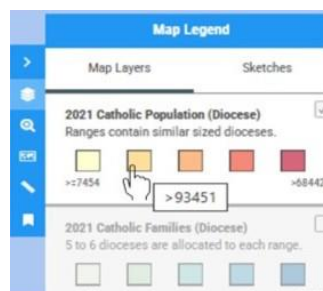 Map Legend
Map Layers
Sketches
2021 Catholic Population (Diocese)
Ranges contain similar sized dioceses.
>=7454
>93451
>68442
2021 Catholic Families (Diocese)
5 to 6 dioceses are allocated to each range.